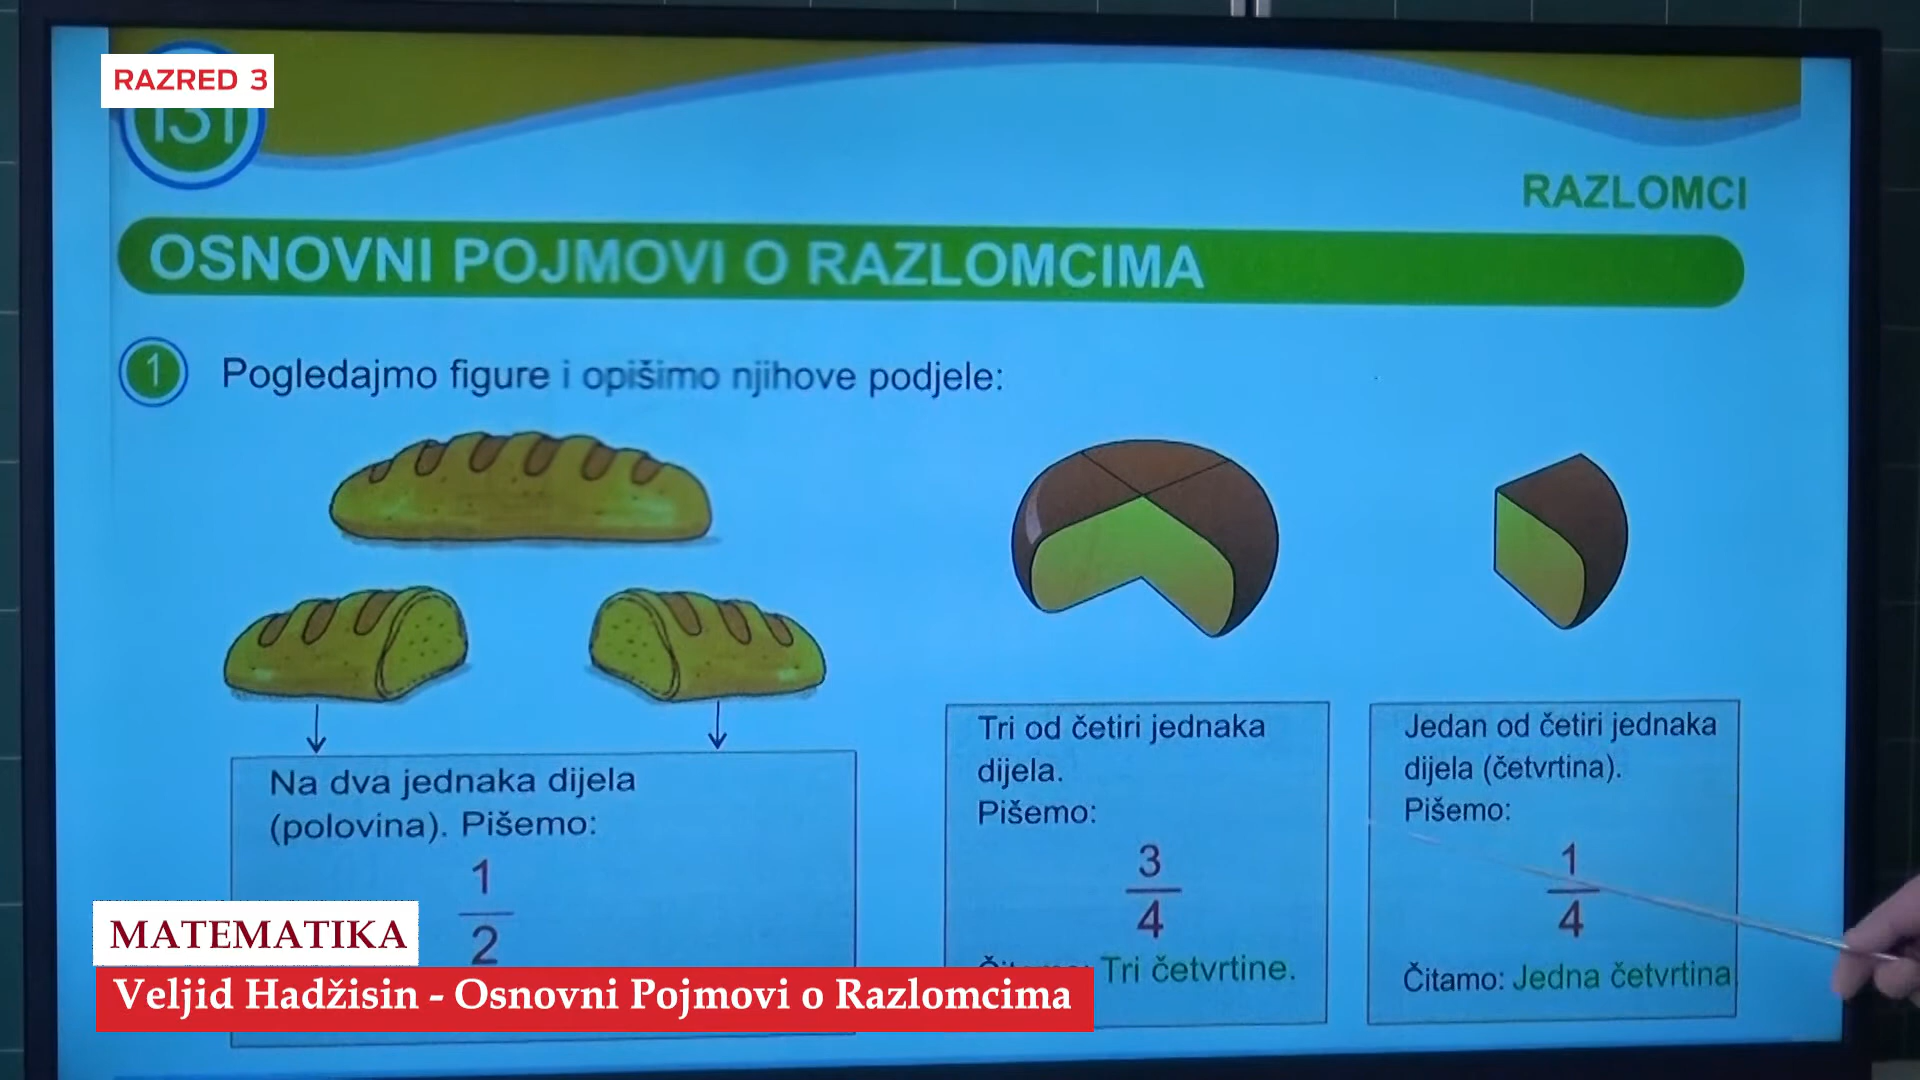 RAZRED 3
131
RAZLOMCI
OSNOVNI POJMOVI O RAZLOMCIMA
1
Pogledajmo figure i opišimo njihove podjele:
Na dva jednaka dijela
(polovina). Pišemo:
1
2
Tri od četiri jednaka
dijela.
Pišemo:
3
4
Tri četvrtine.
Jedan od četiri jednaka
dijela (četvrtina).
Pišemo:
1
4
Čitamo: Jedna četvrtina
MATEMATIKA
Veljid Hadžisin - Osnovni Pojmovi o Razlomcima